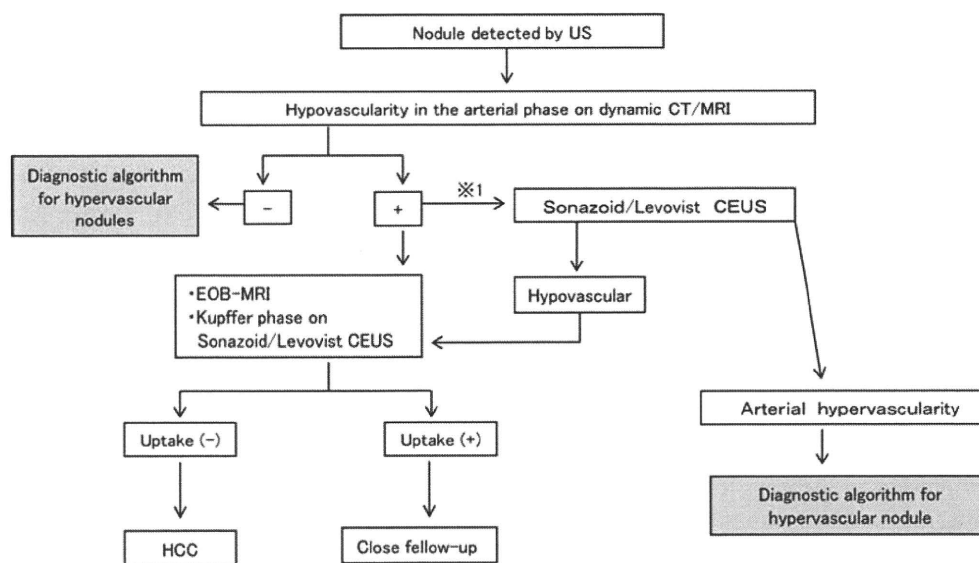 Nodule detected by US
Hypovascularity in the arterial phase on dynamic CT/MRI
Diagnostic algorithm
for hypervascular
nodules
-
+
※1
Sonazoid/Levovist CEUS
・EOB-MRI
・Kupffer phase on
Sonazoid/Levovist CEUS
Hypovascular
Arterial hypervascularity
Uptake (-)
Uptake (+)
Diagnostic algorithm for
hypervascular nodule
HCC
Close fellow-up